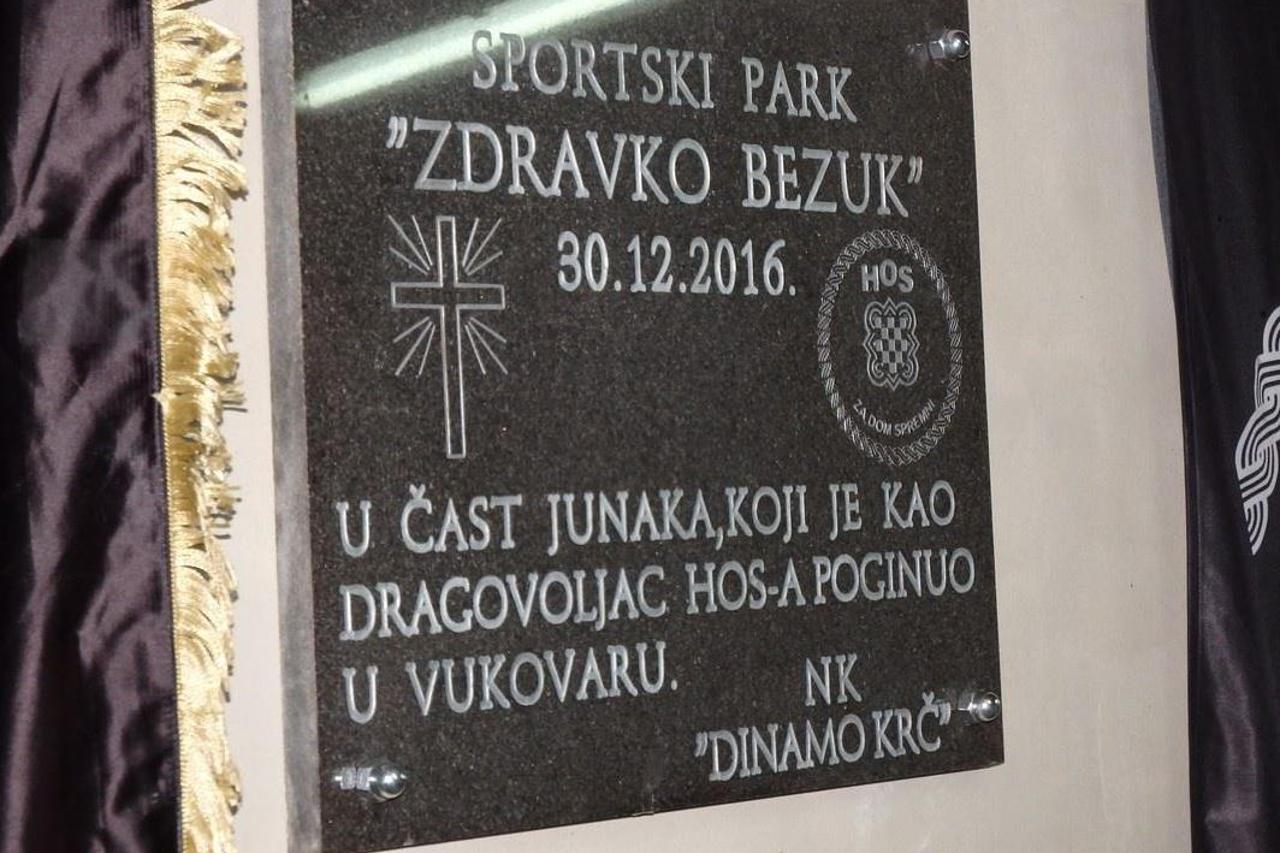 SPORTSKI PARK
"ZDRAVKO BEZUK"
30.12.2016.
HOS
ZA DOM SPREMNI
U ČAST JUNAKA,KOJI JE KAO
DRAGOVOLJAC HOS-A POGINUO
U VUKOVARU.
NK
"DINAMO KRČ"